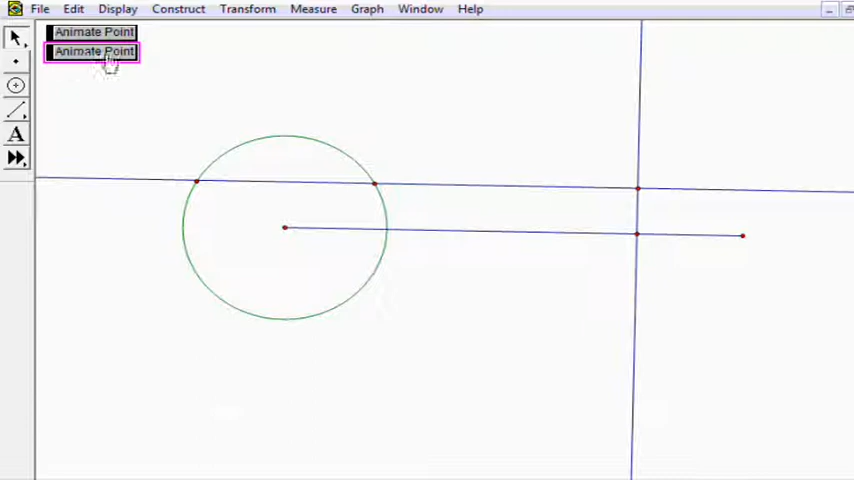 File Edit Display Construct Transform Measure Graph Window Help
Animate Point
Animate Point
A